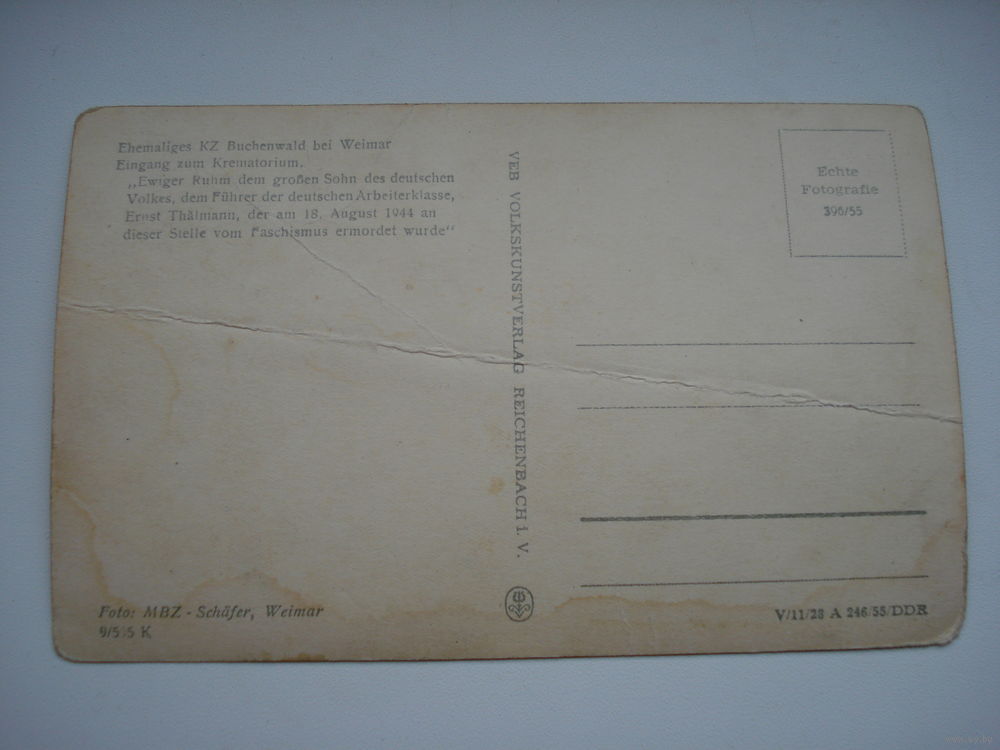 Ehemaliges KZ Buchenwald bei Weimar
Eingang zum Krematorium.
„Ewiger Ruhm dem großen Sohn des deutschen
Volkes, dem Führer der deutschen Arbeiterklasse,
Ernst Thälmann, der am 18. August 1944 an
dieser Stelle vom Faschismus ermordet wurde“
VEB VOLKSKUNSTVERLAG REICHENBACH i. V.
Echte
Fotografie
396/55
Foto: MBZ - Schäfer, Weimar
K
V/11/28 A 246/55/DDR